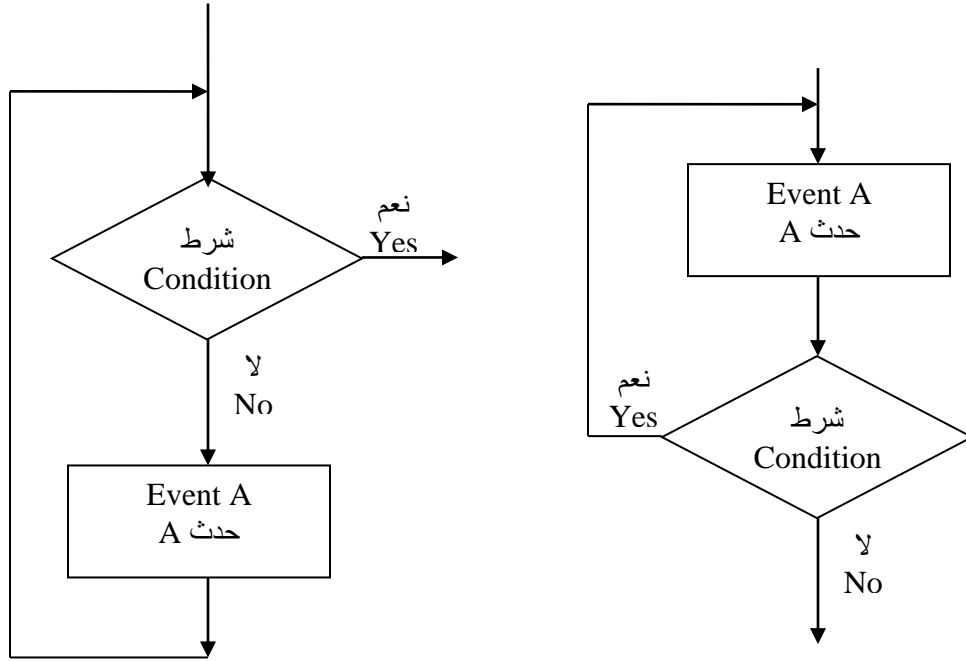 نعم
Yes
شرط
Condition
لا
No
Event A
حدث A
Event A
حدث A
نعم
Yes
شرط
Condition
لا
No